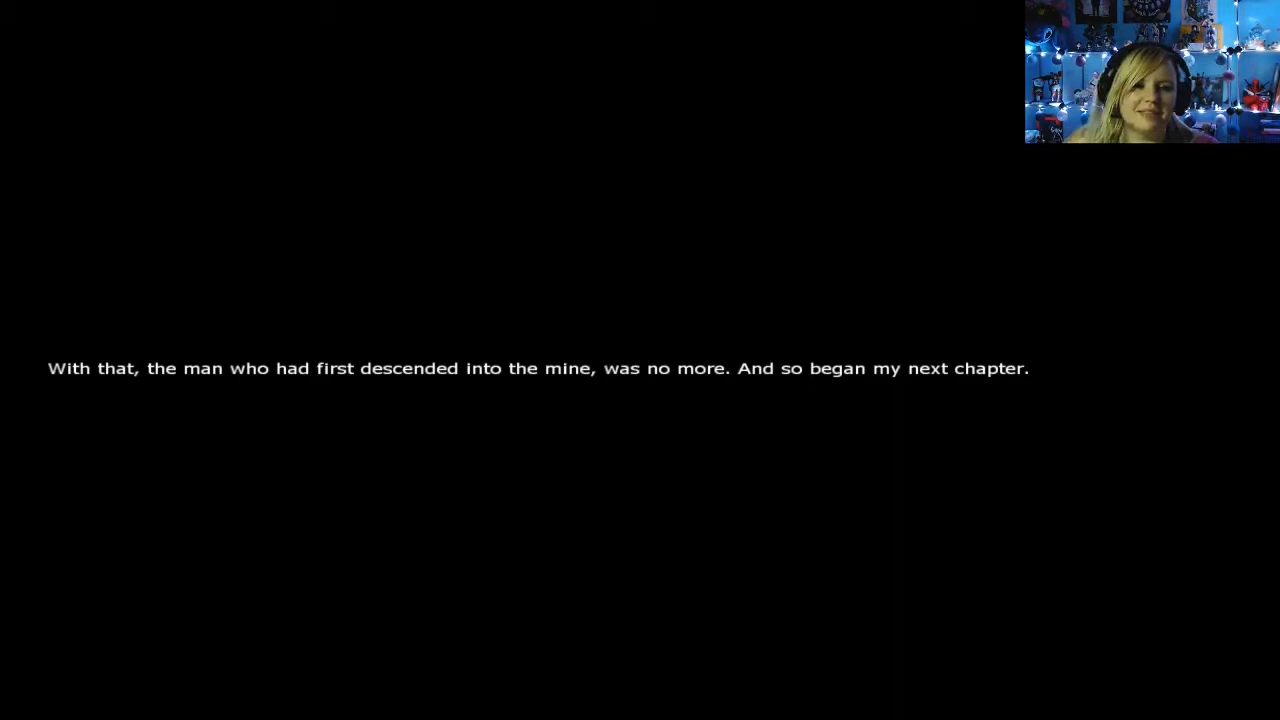 With that, the man who had first descended into the mine, was no more. And so began my next chapter.